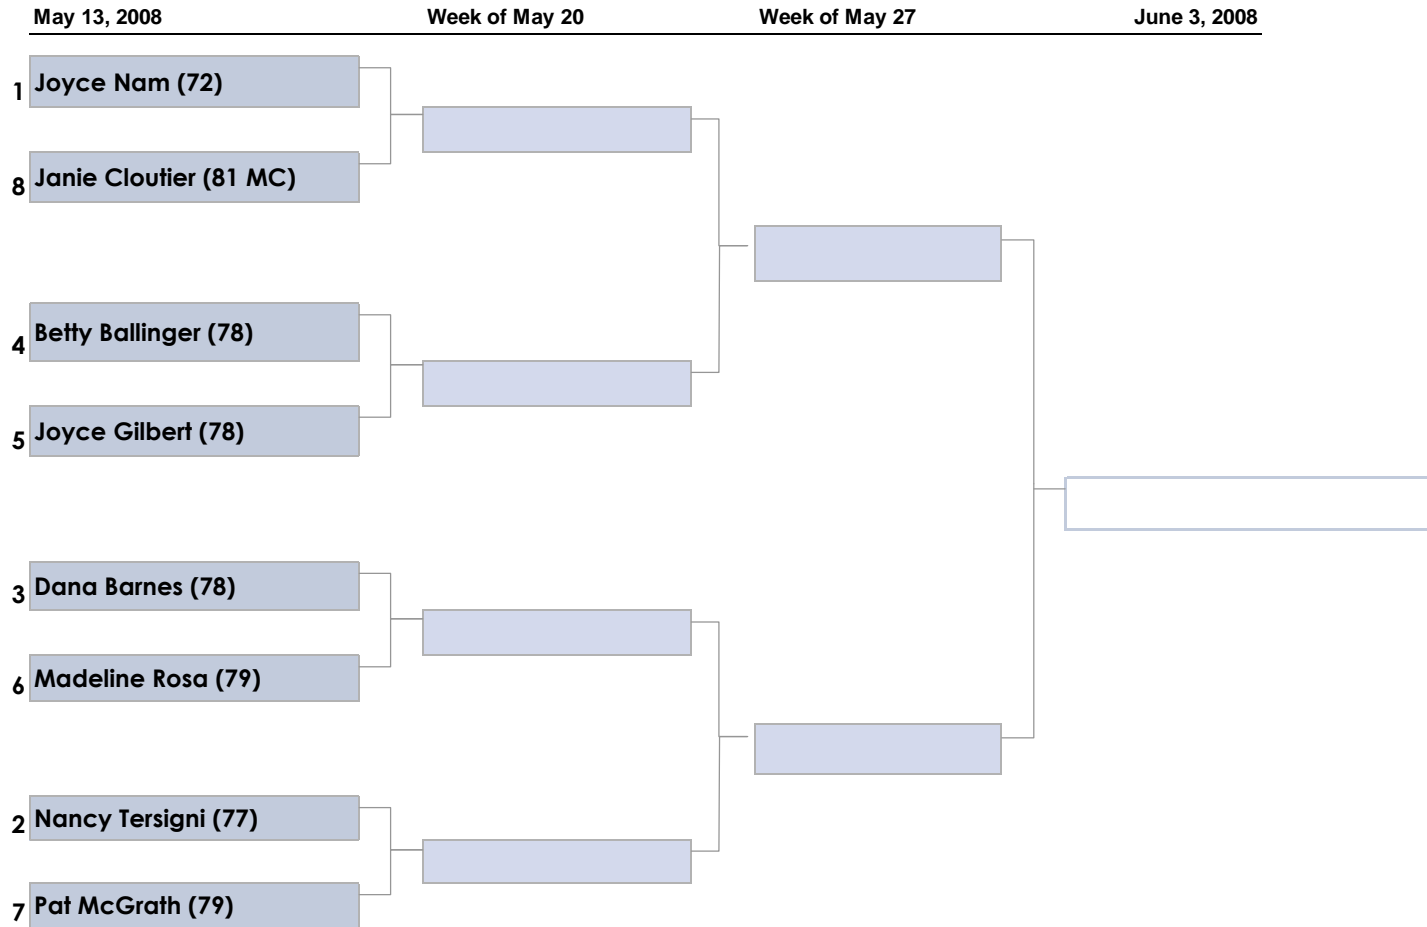 May 13, 2008 Week of May 20 Week of May 27 June 3, 2008
1 Joyce Nam (72)
8 Janie Cloutier (81 MC)
4 Betty Ballinger (78)
5 Joyce Gilbert (78)
3 Dana Barnes (78)
6 Madeline Rosa (79)
2 Nancy Tersigni (77)
7 Pat McGrath (79)